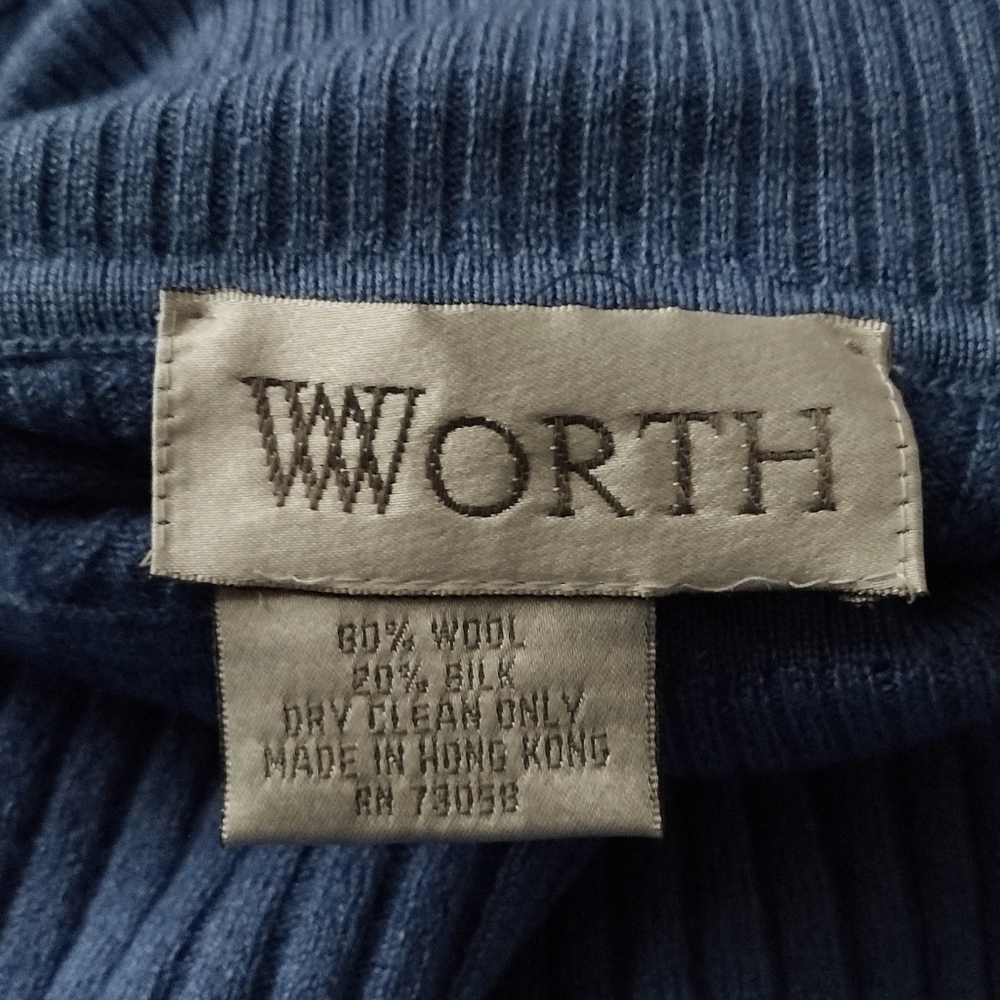 WORTH
80% WOOL
20% SILK
DRY CLEAN ONLY
MADE IN HONG KONG
RN 73058